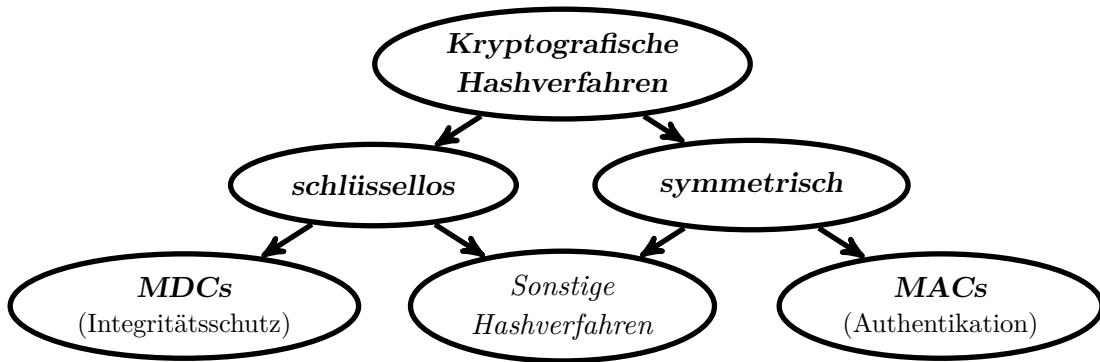 Kryptografische
Hashverfahren
schlüssellos
symmetrisch
MDCs
(Integritätsschutz)
Sonstige
Hashverfahren
MACs
(Authentikation)